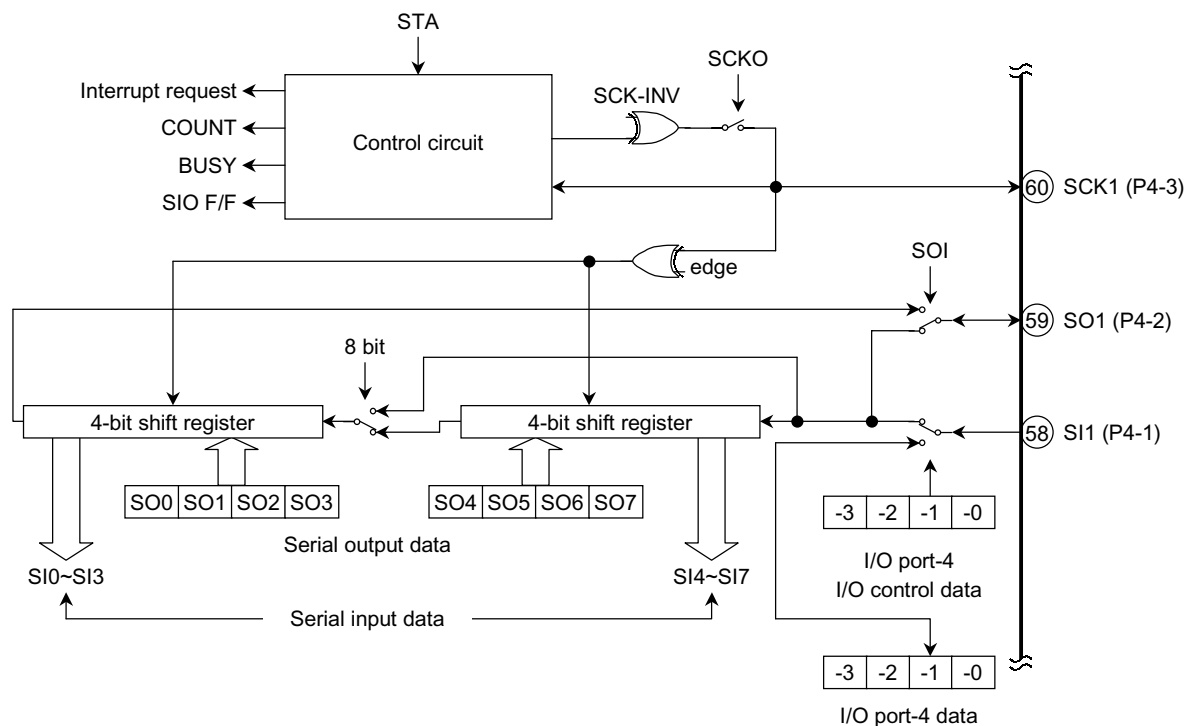 STA
SCKO
Interrupt request
SCK-INV
COUNT
Control circuit
BUSY
SIO F/F
60 SCK1 (P4-3)
edge
SOI
59 SO1 (P4-2)
8 bit
4-bit shift register
4-bit shift register
58 SI1 (P4-1)
SO0 SO1 SO2 SO3
SO4 SO5 SO6 SO7
-3 -2 -1 -0
Serial output data
I/O port-4
I/O control data
SI0~SI3
SI4~SI7
Serial input data
-3 -2 -1 -0
I/O port-4 data